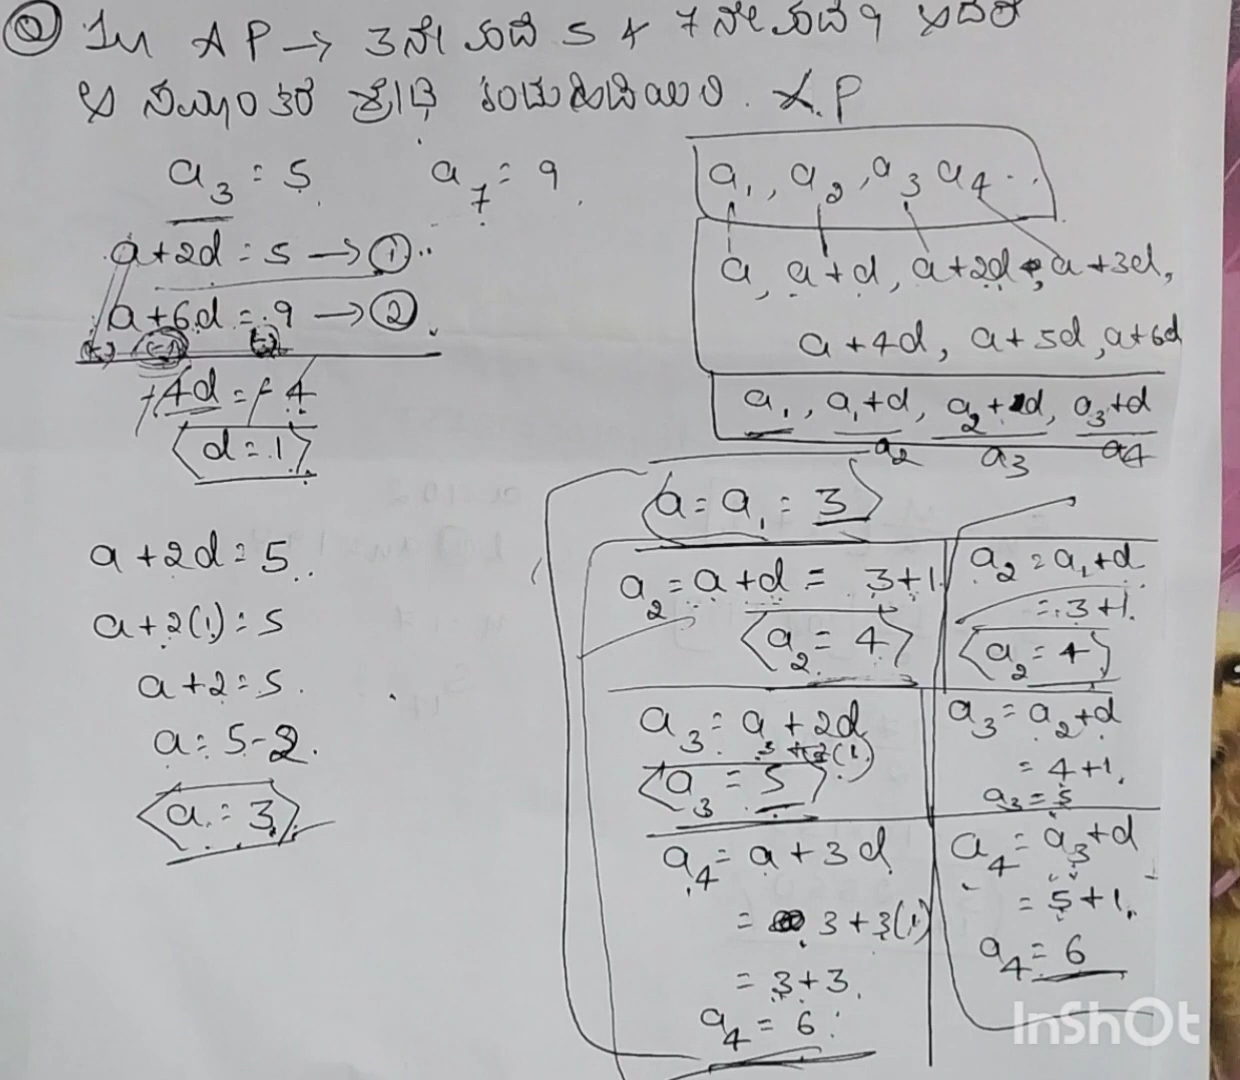 Q In AP → 3ನೇ ಪದ 5 & 7ನೇ ಪದ 9 ಆದರೆ
ಆ ಸಮಾಂತರ ಶ್ರೇಢಿ ಕಂಡುಹಿಡಿಯಿರಿ. A.P
a₃ = 5 a₇ = 9
a+2d = 5 → ①
a+6d = 9 → ②
(-) (-) (-)
+4d = + 4
d = 1
a + 2d = 5
a + 2(1) = 5
a + 2 = 5
a = 5-2
a = 3
a₁, a₂, a₃ a₄ ...
a, a+d, a+2d, a+3d,
a+4d, a+5d, a+6d
a₁, a₁+d, a₂+d, a₃+d
a₂ a₃ a₄
a = a₁ = 3
a₂ = a+d = 3+1
a₂ = 4
a₃ = a + 2d
3 + 2(1)
a₃ = 5
a₄ = a + 3d
= 3 + 3(1)
= 3+3
a₄ = 6
a₂ = a₁+d
= 3+1
a₂ = 4
a₃ = a₂+d
= 4+1
a₃ = 5
a₄ = a₃+d
= 5+1
a₄ = 6
InShOt